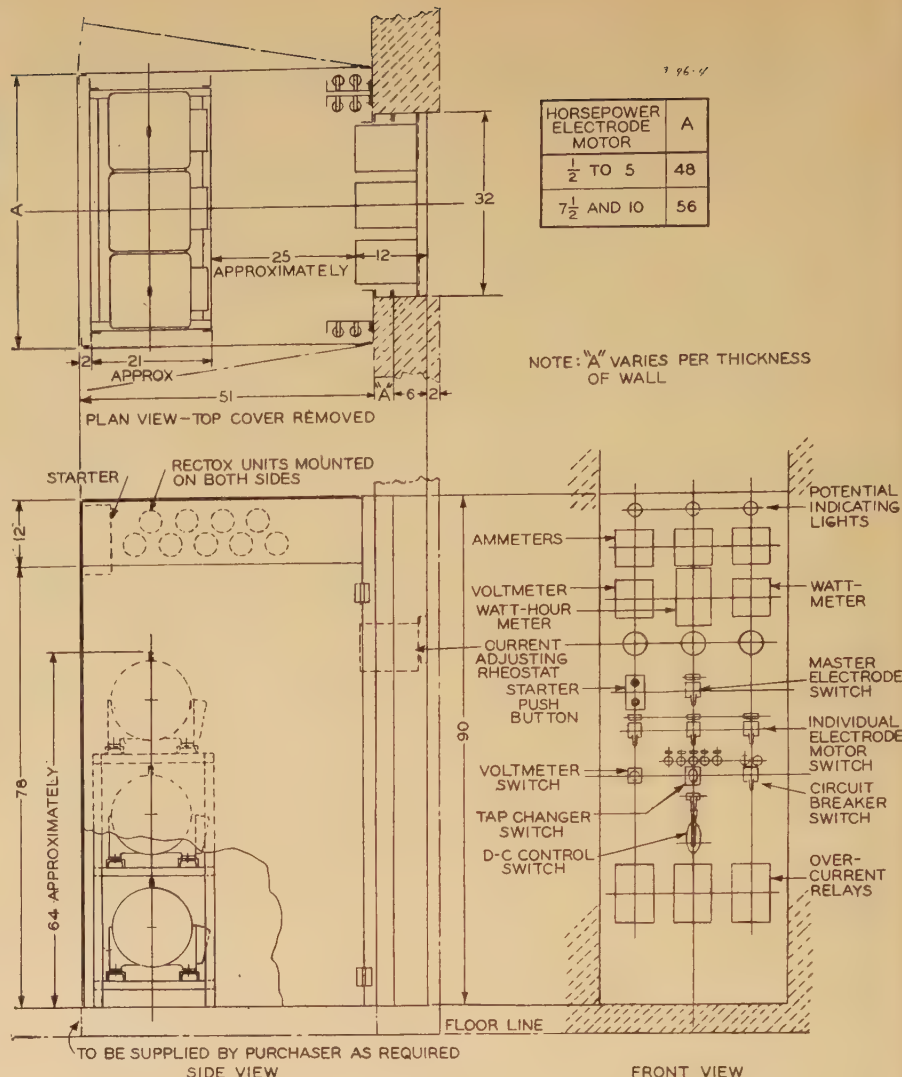 HORSEPOWER
ELECTRODE
MOTOR
A
1/2 TO 5
48
7 1/2 AND 10
56
A
32
25
APPROXIMATELY
12
2
21
APPROX
51
"A"
6
2
NOTE: "A" VARIES PER THICKNESS
OF WALL
PLAN VIEW-TOP COVER REMOVED
STARTER
RECTOX UNITS MOUNTED
ON BOTH SIDES
12
78
64 APPROXIMATELY
90
POTENTIAL
INDICATING
LIGHTS
AMMETERS
VOLTMETER
WATT-
METER
WATT-HOUR
METER
CURRENT
ADJUSTING
RHEOSTAT
MASTER
ELECTRODE
SWITCH
STARTER
PUSH
BUTTON
INDIVIDUAL
ELECTRODE
MOTOR
SWITCH
VOLTMETER
SWITCH
CIRCUIT
BREAKER
SWITCH
TAP CHANGER
SWITCH
D-C CONTROL
SWITCH
OVER-
CURRENT
RELAYS
FLOOR LINE
TO BE SUPPLIED BY PURCHASER AS REQUIRED
SIDE VIEW
FRONT VIEW